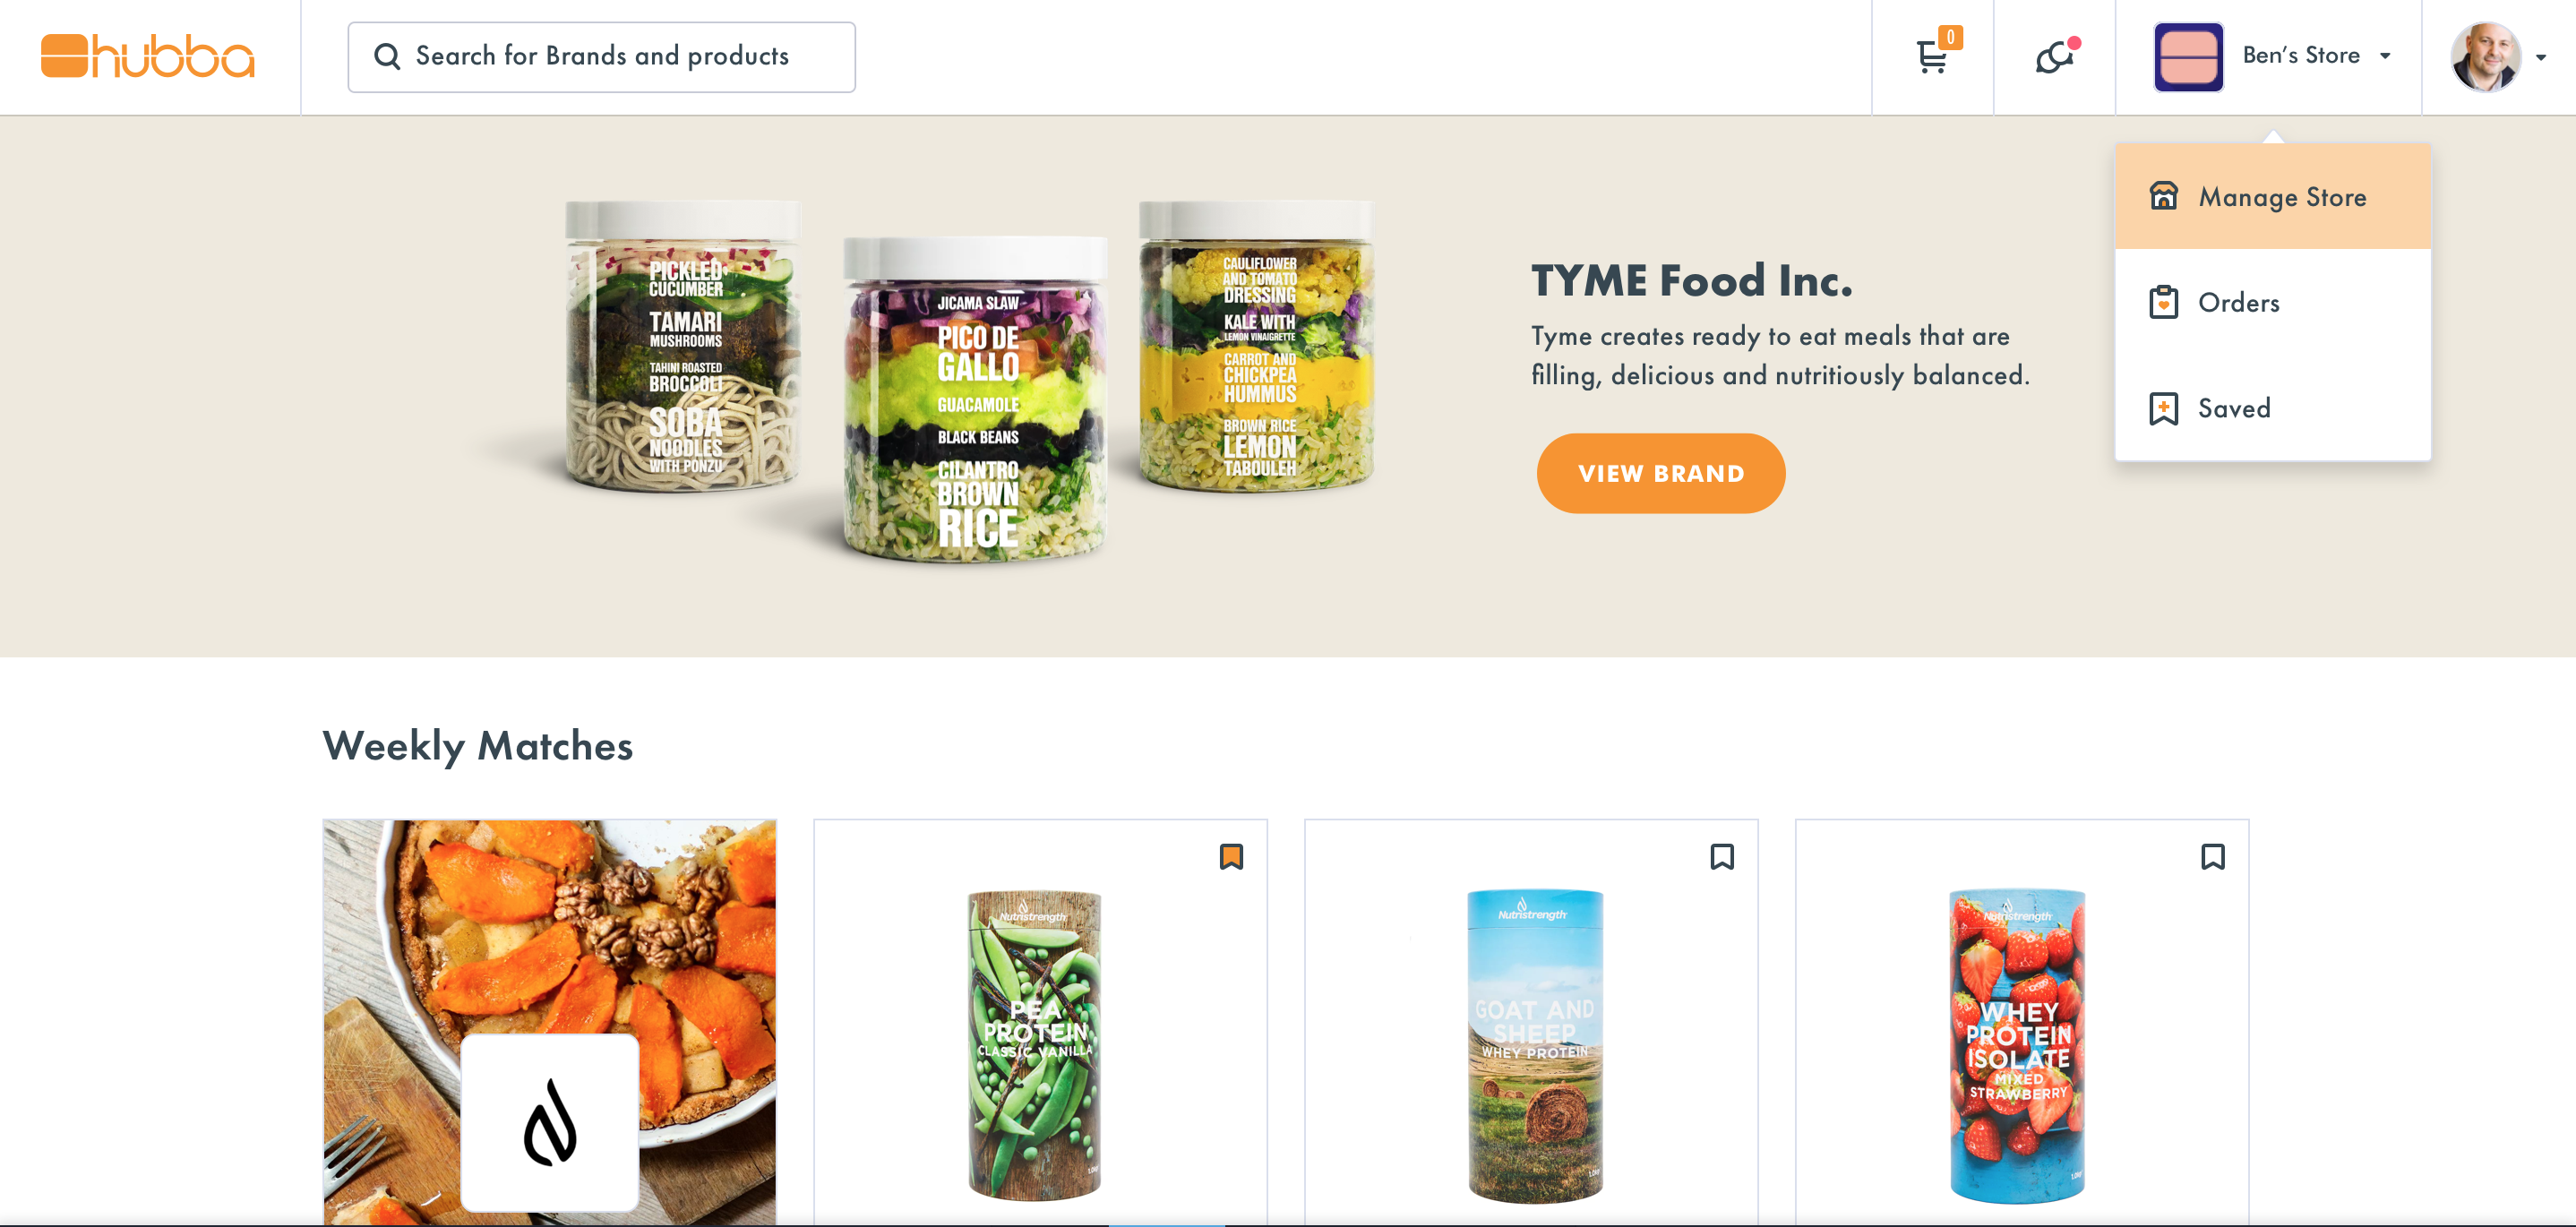 hubba
Search for Brands and products
0
Ben's Store
Manage Store
Orders
Saved
PICKLED
CUCUMBER
TAMARI
MUSHROOMS
TAHINI ROASTED
BROCCOLI
SOBA
NOODLES
WITH PONZU
JICAMA SLAW
PICO DE
GALLO
GUACAMOLE
BLACK BEANS
CILANTRO
BROWN
RICE
CAULIFLOWER
AND TOMATO
DRESSING
KALE WITH
LEMON VINAIGRETTE
CARROT AND
CHICKPEA
HUMMUS
BROWN RICE
LEMON
TABOULEH
TYME Food Inc.
Tyme creates ready to eat meals that are
filling, delicious and nutritiously balanced.
VIEW BRAND
Weekly Matches
Nutristrength
PEA
PROTEIN
CLASSIC VANILLA
Nutristrength
GOAT AND
SHEEP
WHEY PROTEIN
Nutristrength
WHEY
PROTEIN
ISOLATE
MIXED
STRAWBERRY